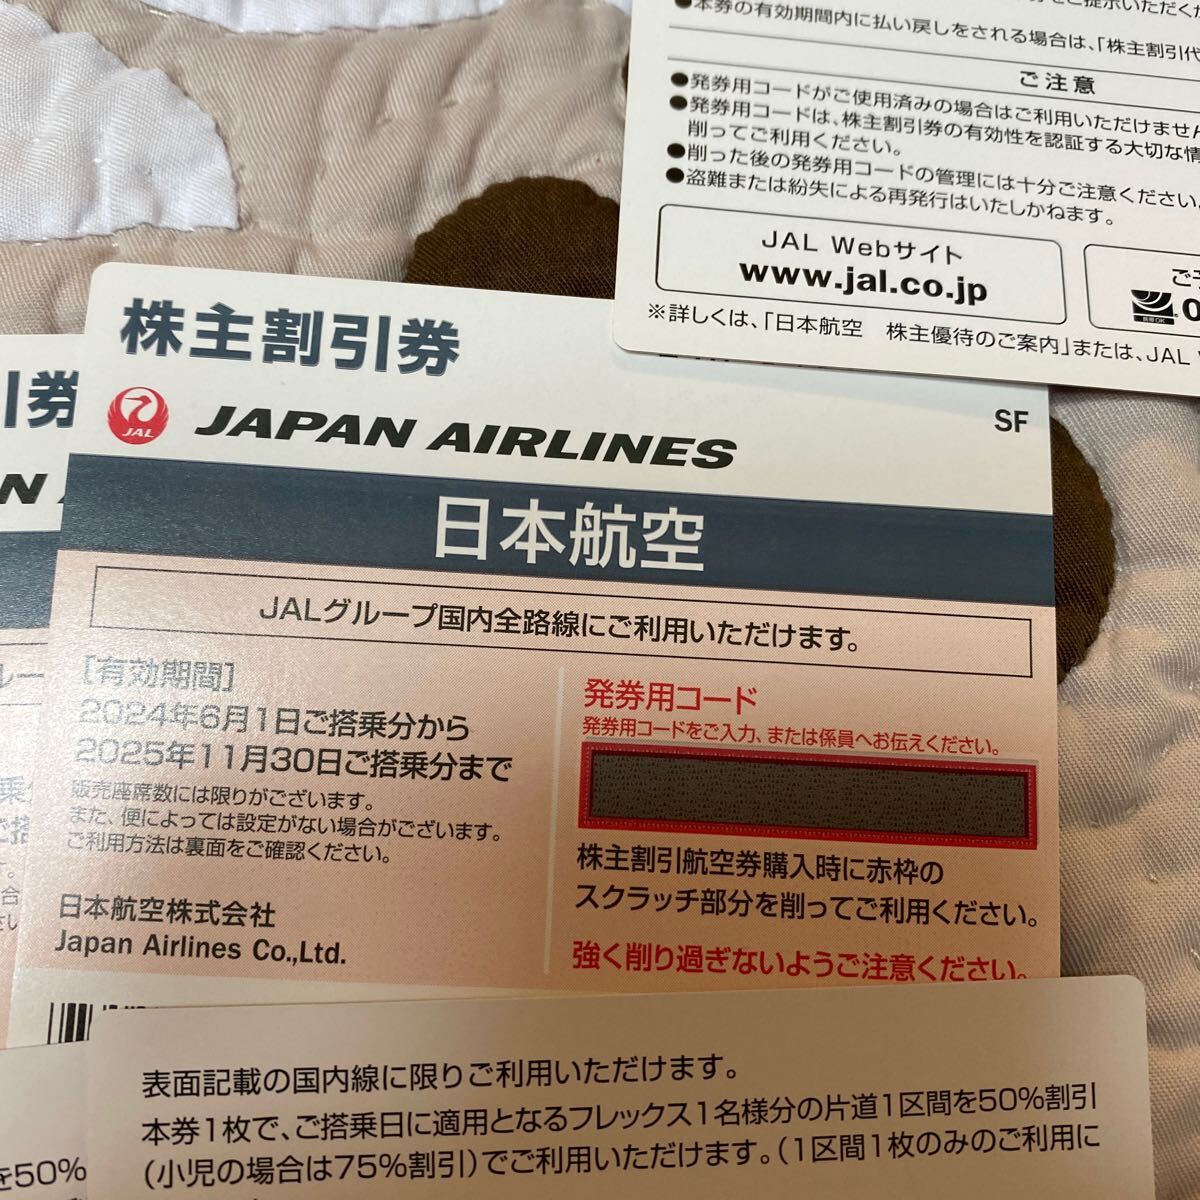 ●本券の有効期間内に払い戻しをされる場合は、「株主割引代
ご注意
●発券用コードがご使用済みの場合はご利用いただけません
●発券用コードは、株主割引券の有効性を認証する大切な情
削ってご利用ください。
●削った後の発券用コードの管理には十分ご注意ください。
●盗難または紛失による再発行はいたしかねます。
JAL Webサイト
www.jal.co.jp
※詳しくは、「日本航空　株主優待のご案内」または、JAL
引券
株主割引券
JAL
JAPAN AIRLINES
SF
日本航空
JALグループ国内全路線にご利用いただけます。
[有効期間]
2024年6月1日ご搭乗分から
2025年11月30日ご搭乗分まで
販売座席数には限りがございます。
また、便によっては設定がない場合がございます。
ご利用方法は裏面をご確認ください。
日本航空株式会社
Japan Airlines Co.,Ltd.
発券用コード
発券用コードをご入力、または係員へお伝えください。
株主割引航空券購入時に赤枠の
スクラッチ部分を削ってご利用ください。
強く削り過ぎないようご注意ください。
表面記載の国内線に限りご利用いただけます。
本券1枚で、ご搭乗日に適用となるフレックス1名様分の片道1区間を50%割引
(小児の場合は75%割引)でご利用いただけます。(1区間1枚のみのご利用に
を50%